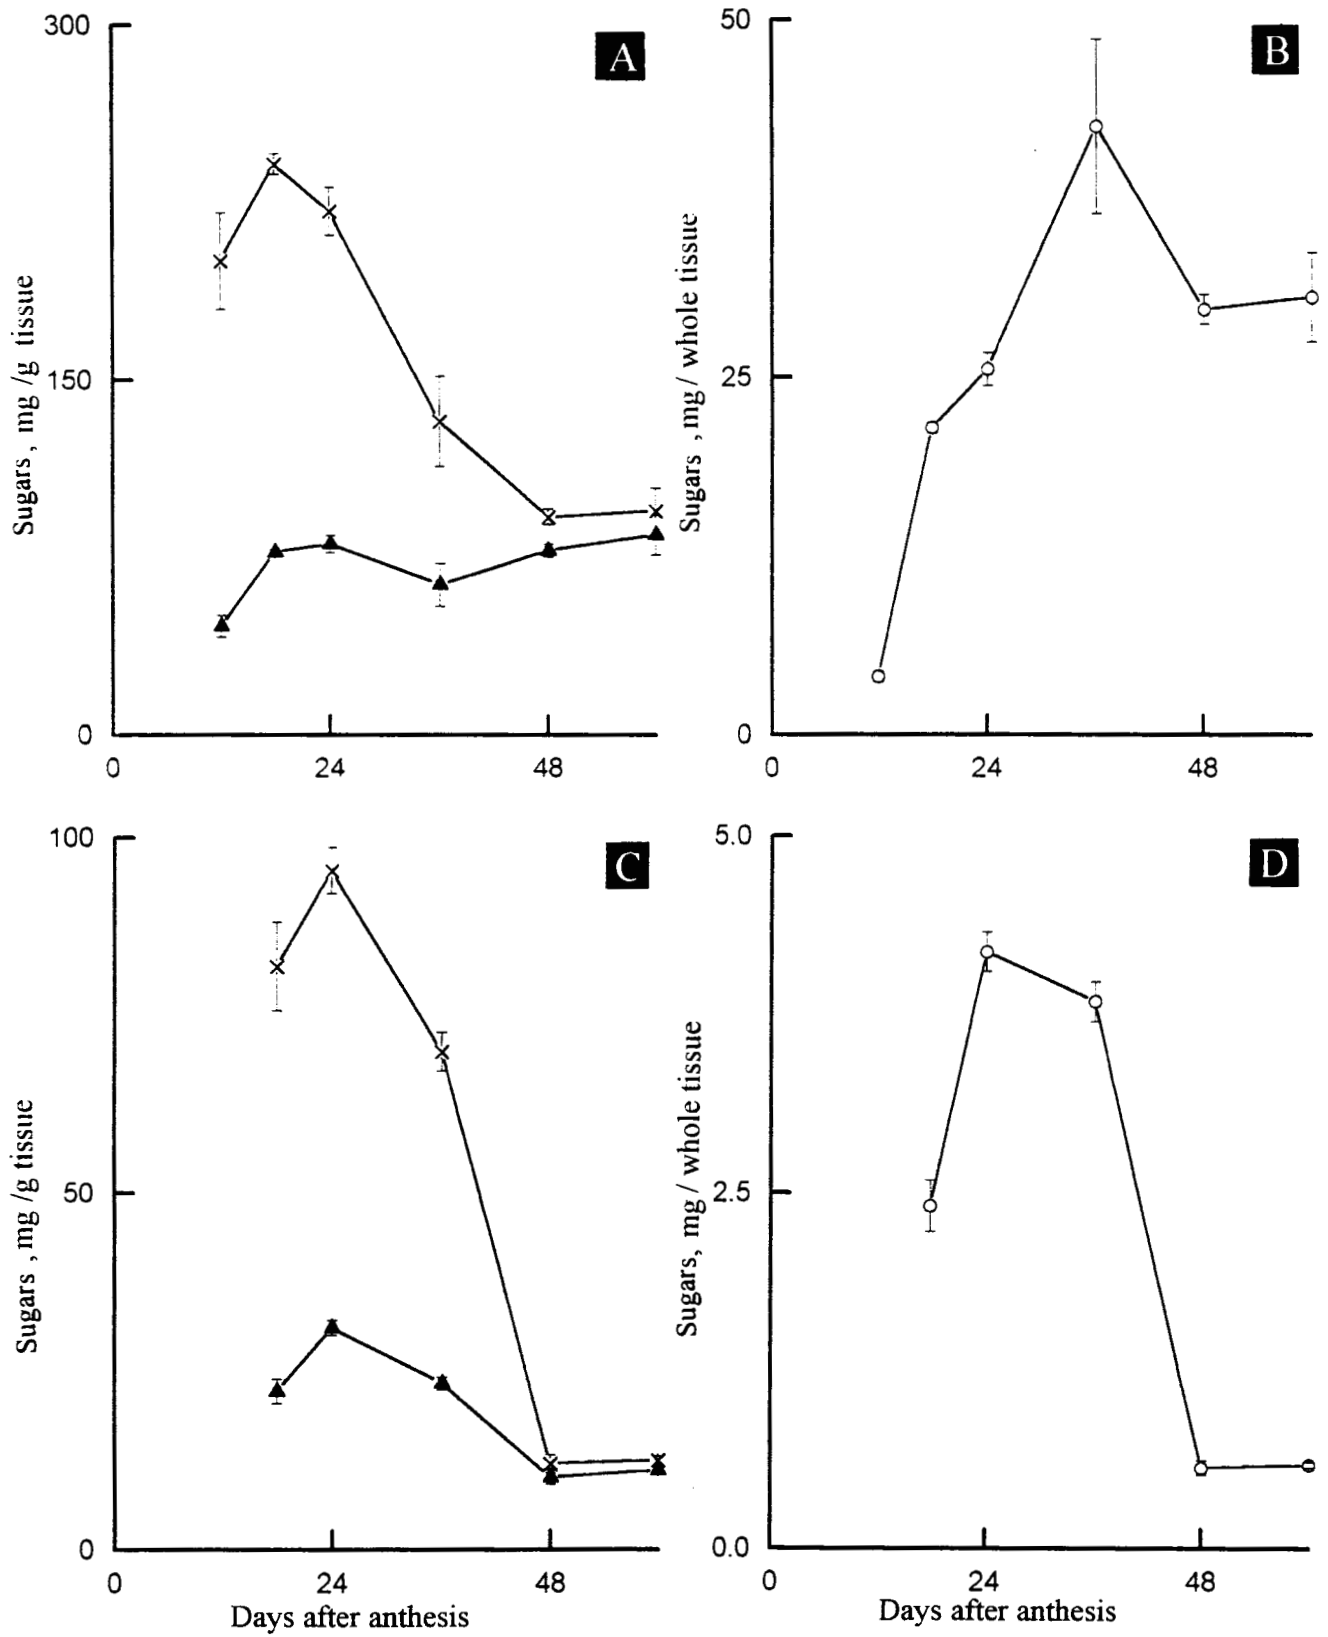 A
300
150
0
0 24 48
Sugars , mg /g tissue
B
50
25
0
0 24 48
Sugars , mg / whole tissue
C
100
50
0
0 24 48
Days after anthesis
Sugars , mg /g tissue
D
5.0
2.5
0.0
0 24 48
Days after anthesis
Sugars, mg / whole tissue